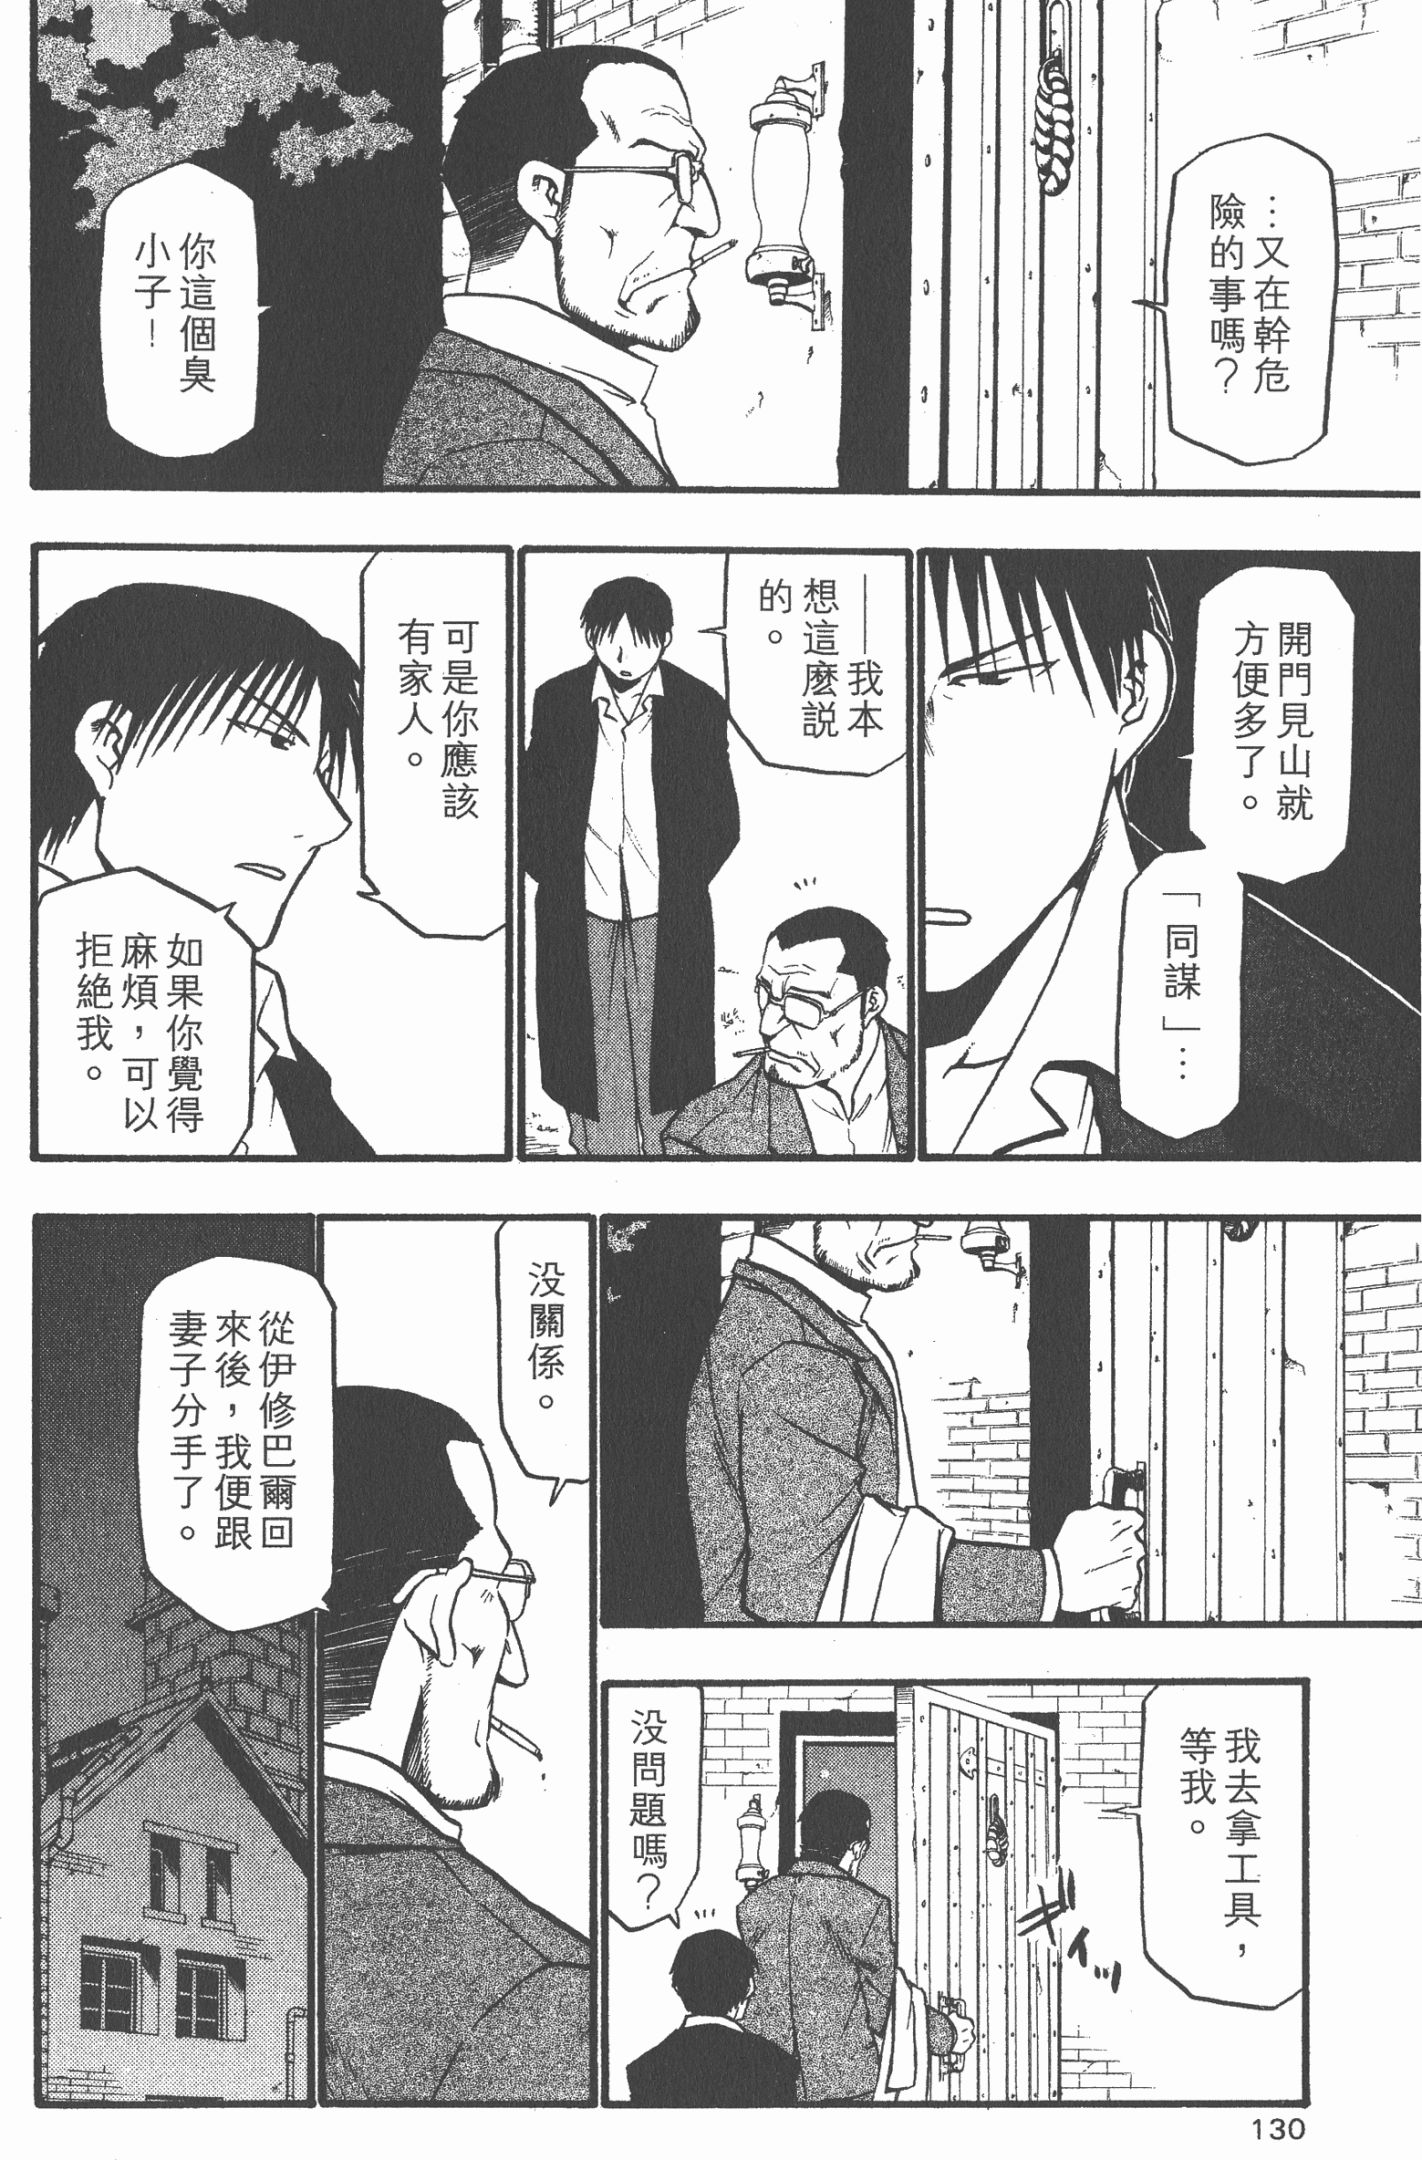 …又在幹危
險的事嗎？
你這個臭
小子！
開門見山就
方便多了。
「同謀」…
——我本
想這麼説
的。
可是你應該
有家人。
如果你覺得
麻煩，可以
拒絕我。
我去拿工具，
等我。
没問題嗎？
没關係。
從伊修巴爾回
來後，我便跟
妻子分手了。
130